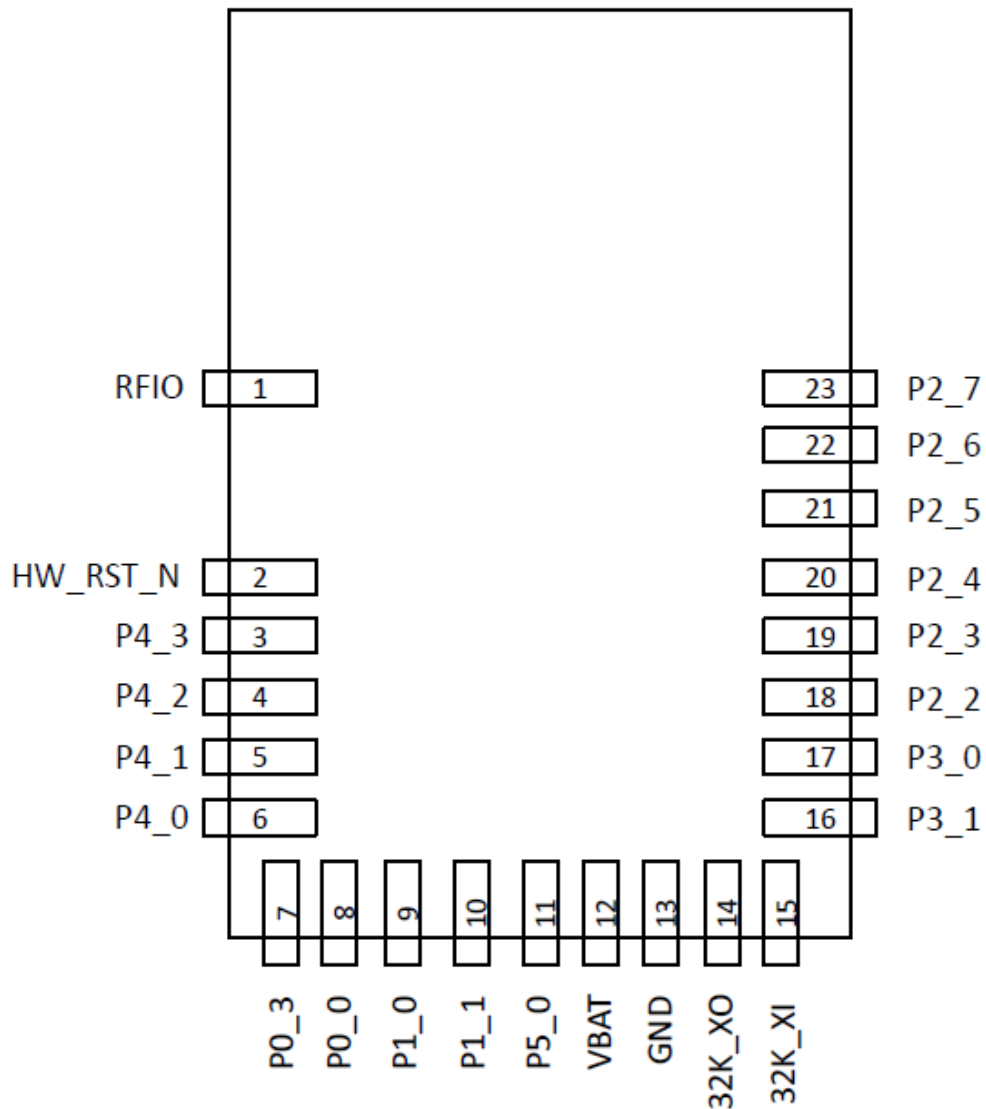 RFIO 1 23 P2_7
22 P2_6
21 P2_5
HW_RST_N 2 20 P2_4
P4_3 3 19 P2_3
P4_2 4 18 P2_2
P4_1 5 17 P3_0
P4_0 6 16 P3_1
7 8 9 10 11 12 13 14 15
P0_3 P0_0 P1_0 P1_1 P5_0 VBAT GND 32K_XO 32K_XI